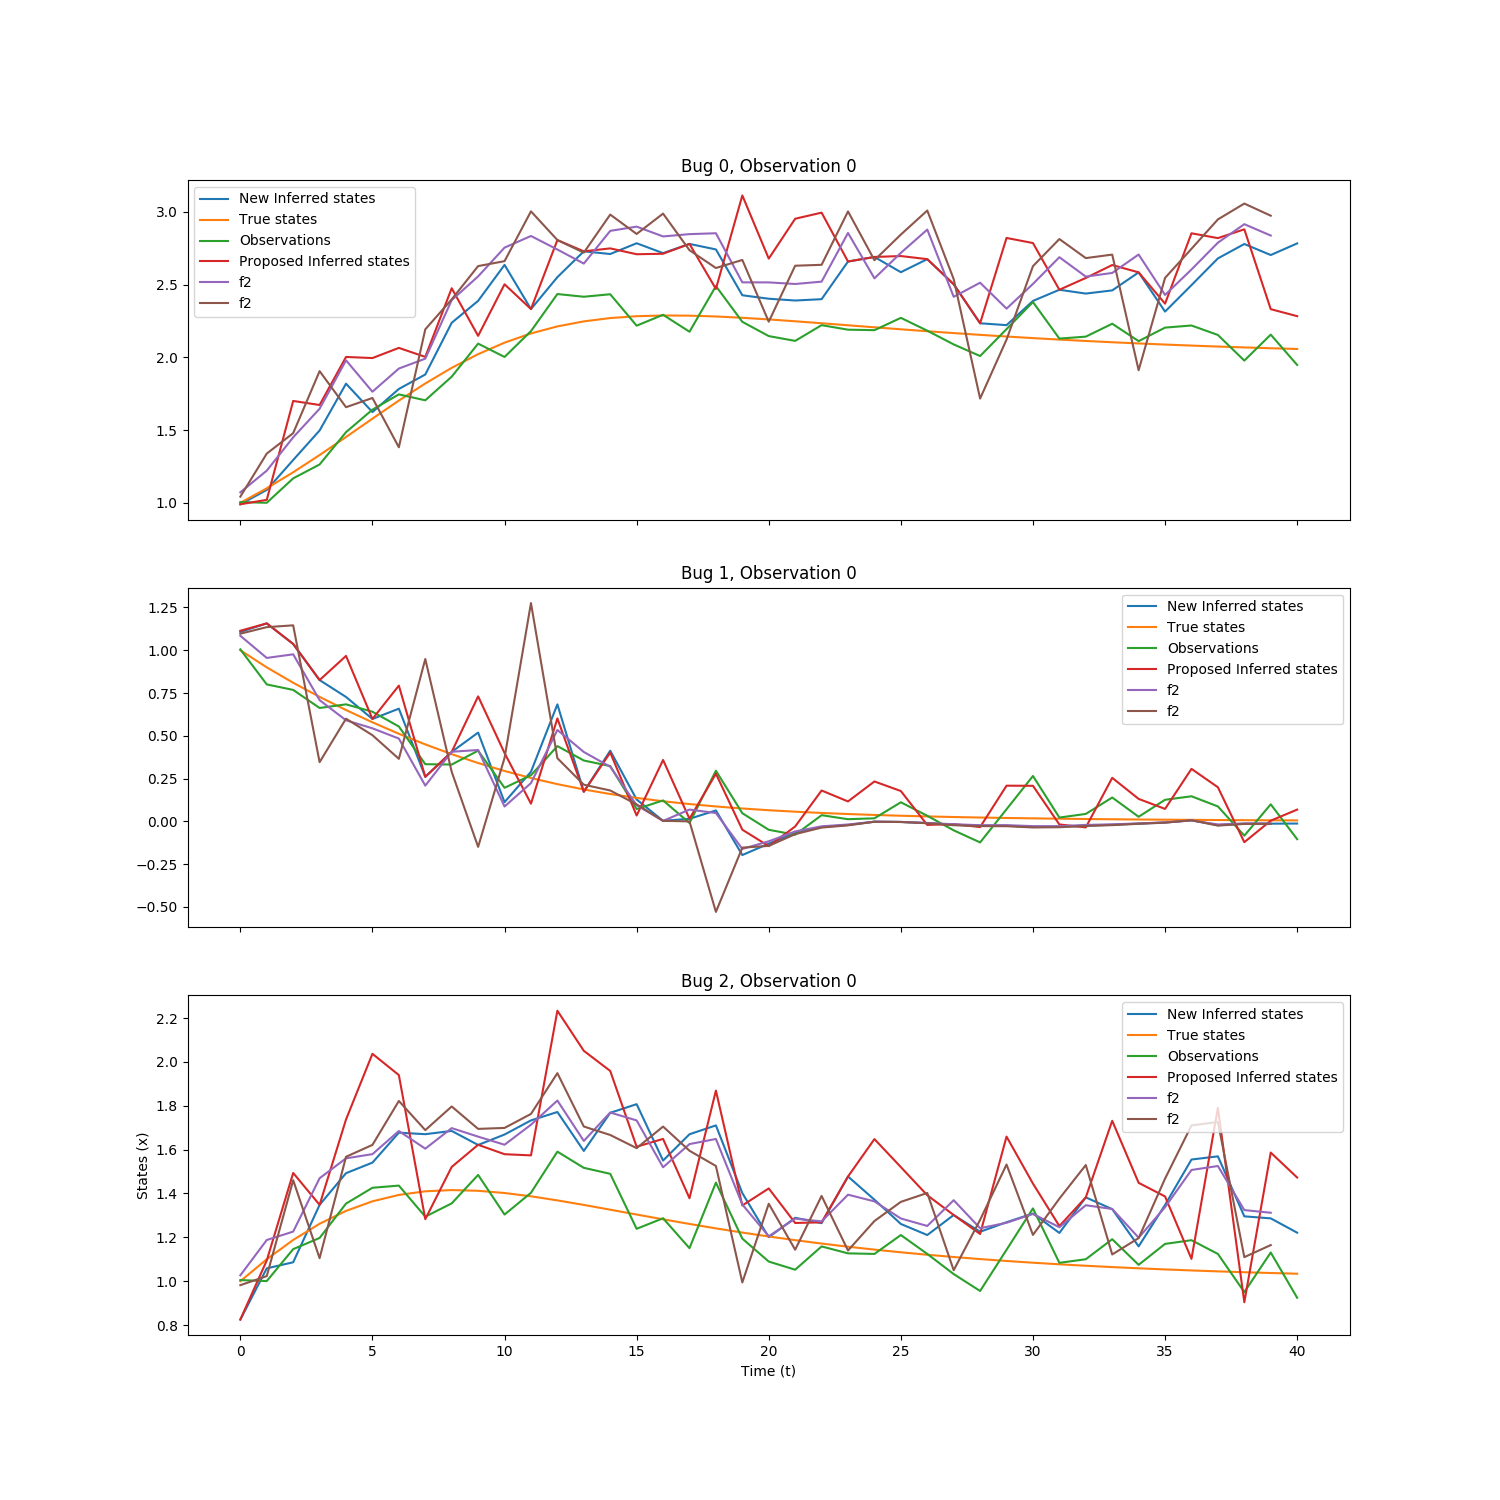 Bug 0, Observation 0
New Inferred states
True states
Observations
Proposed Inferred states
f2
f2
3.0
2.5
2.0
1.5
1.0
Bug 1, Observation 0
New Inferred states
True states
Observations
Proposed Inferred states
f2
f2
1.25
1.00
0.75
0.50
0.25
0.00
−0.25
−0.50
Bug 2, Observation 0
New Inferred states
True states
Observations
Proposed Inferred states
f2
f2
States (x)
2.2
2.0
1.8
1.6
1.4
1.2
1.0
0.8
0 5 10 15 20 25 30 35 40
Time (t)